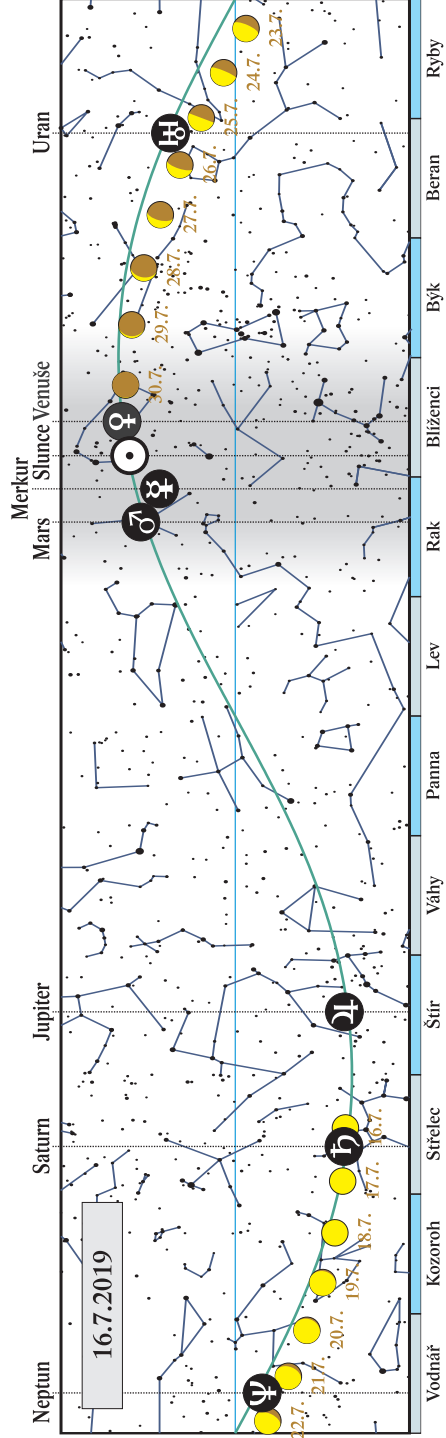 Neptun Saturn Jupiter Mars Merkur Slunce Venuše Uran
16.7.2019
22.7. 21.7. 20.7. 19.7. 18.7. 17.7. 16.7. 30.7. 29.7. 28.7. 27.7. 26.7. 25.7. 24.7. 23.7.
Vodnář Kozoroh Střelec Štír Váhy Panna Lev Rak Blíženci Býk Beran Ryby